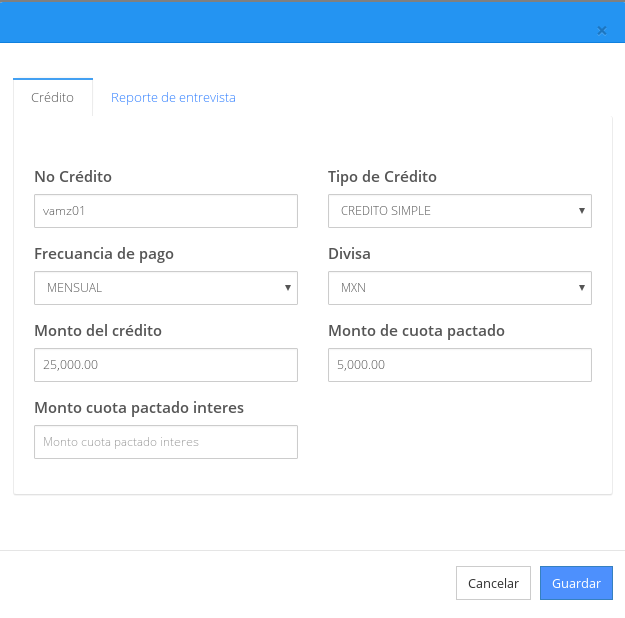 ×
Crédito
Reporte de entrevista
No Crédito
Tipo de Crédito
vamz01
CREDITO SIMPLE
Frecuancia de pago
Divisa
MENSUAL
MXN
Monto del crédito
Monto de cuota pactado
25,000.00
5,000.00
Monto cuota pactado interes
Monto cuota pactado interes
Cancelar
Guardar